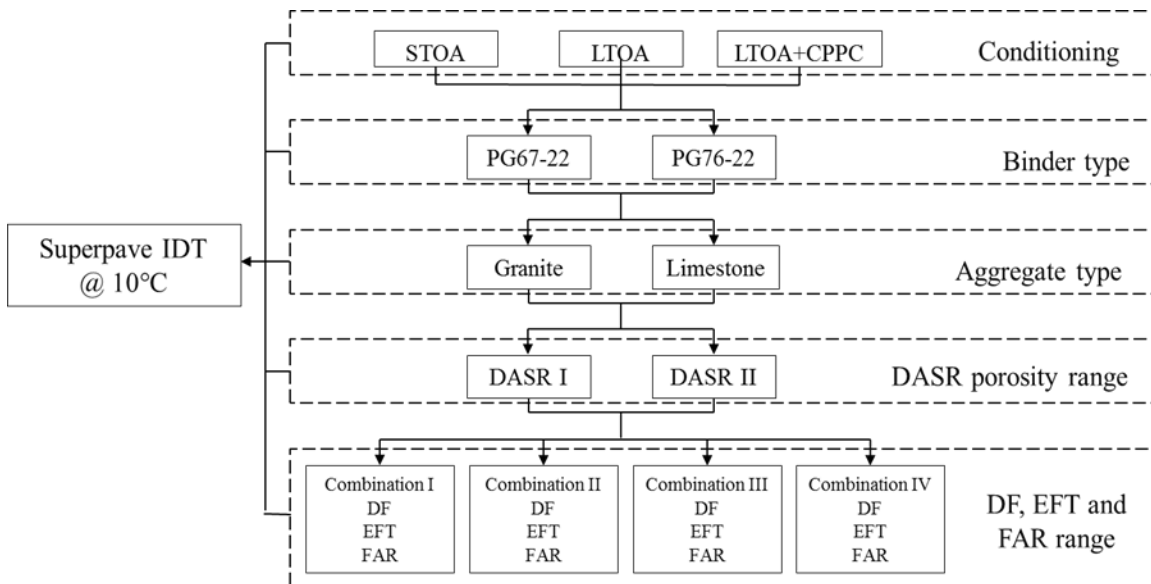 STOA
LTOA
LTOA+CPPC
Conditioning
PG67-22
PG76-22
Binder type
Superpave IDT
@ 10℃
Granite
Limestone
Aggregate type
DASR I
DASR II
DASR porosity range
Combination I
DF
EFT
FAR
Combination II
DF
EFT
FAR
Combination III
DF
EFT
FAR
Combination IV
DF
EFT
FAR
DF, EFT and
FAR range